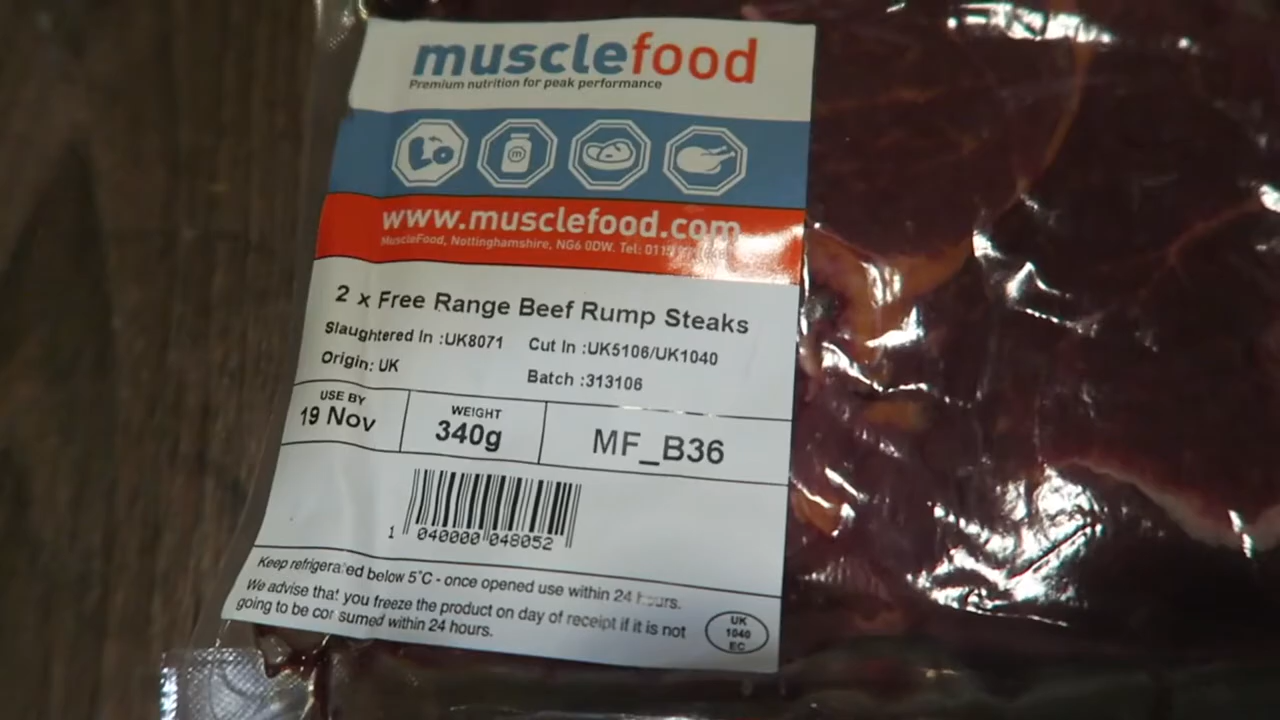 musclefood
Premium nutrition for peak performance
m
www.musclefood.com
MuscleFood, Nottinghamshire, NG6 0DW. Tel: 0115
2 x Free Range Beef Rump Steaks
Slaughtered In :UK8071 Cut In :UK5106/UK1040
Origin: UK Batch :313106
USE BY WEIGHT
19 Nov 340g MF_B36
1 040000 048052
Keep refrigerated below 5°C - once opened use within 24 hours.
We advise that you freeze the product on day of receipt if it is not
going to be consumed within 24 hours.
UK
1040
EC